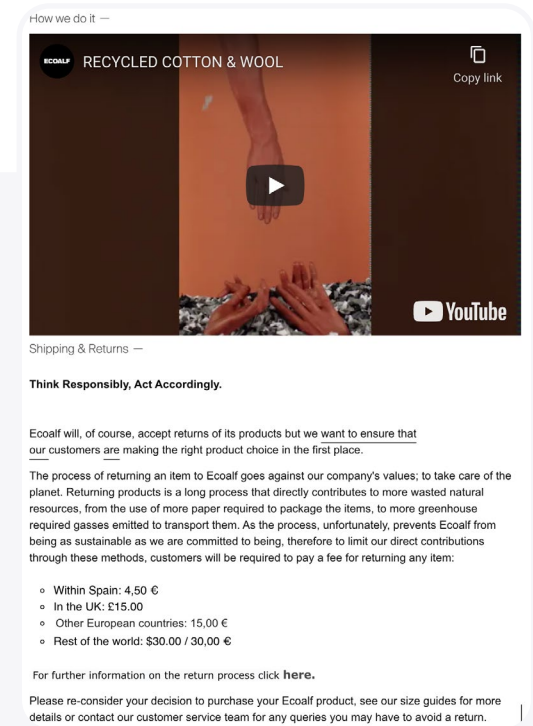 How we do it —
ECOALF RECYCLED COTTON & WOOL
Copy link
YouTube
Shipping & Returns —
Think Responsibly, Act Accordingly.
Ecoalf will, of course, accept returns of its products but we want to ensure that
our customers are making the right product choice in the first place.
The process of returning an item to Ecoalf goes against our company's values; to take care of the
planet. Returning products is a long process that directly contributes to more wasted natural
resources, from the use of more paper required to package the items, to more greenhouse
required gasses emitted to transport them. As the process, unfortunately, prevents Ecoalf from
being as sustainable as we are committed to being, therefore to limit our direct contributions
through these methods, customers will be required to pay a fee for returning any item:
Within Spain: 4,50 €
In the UK: £15.00
Other European countries: 15,00 €
Rest of the world: $30.00 / 30,00 €
For further information on the return process click here.
Please re-consider your decision to purchase your Ecoalf product, see our size guides for more
details or contact our customer service team for any queries you may have to avoid a return.